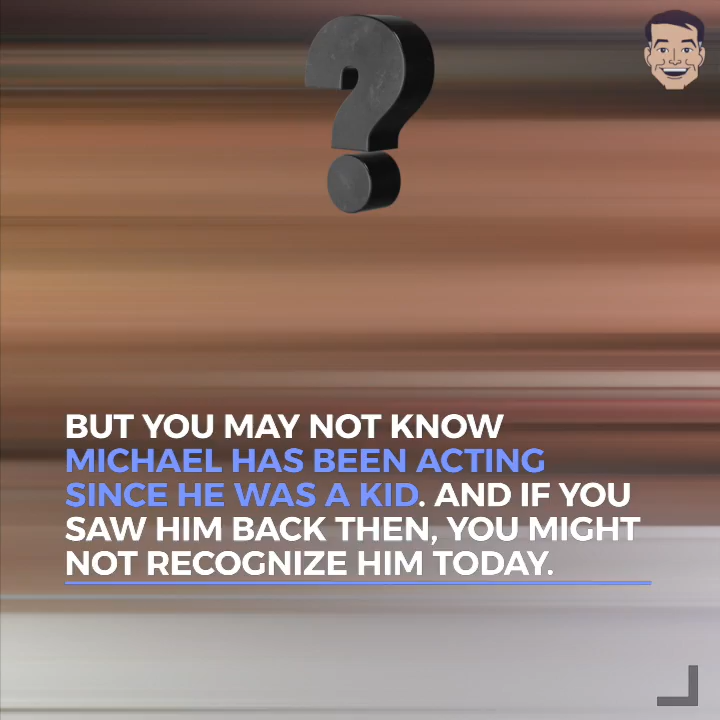 ?
BUT YOU MAY NOT KNOW
MICHAEL HAS BEEN ACTING
SINCE HE WAS A KID. AND IF YOU
SAW HIM BACK THEN, YOU MIGHT
NOT RECOGNIZE HIM TODAY.